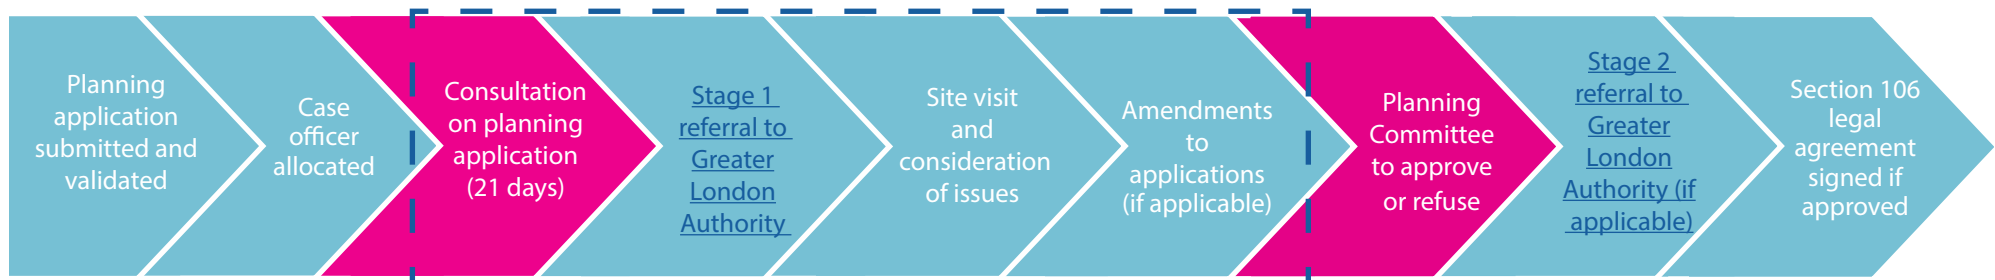 Planning
application
submitted and
validated
Case
officer
allocated
Consultation
on planning
application
(21 days)
Stage 1
referral to
Greater
London
Authority
Site visit
and
consideration
of issues
Amendments
to
applications
(if applicable)
Planning
Committee
to approve
or refuse
Stage 2
referral to
Greater
London
Authority (if
applicable)
Section 106
legal
agreement
signed if
approved